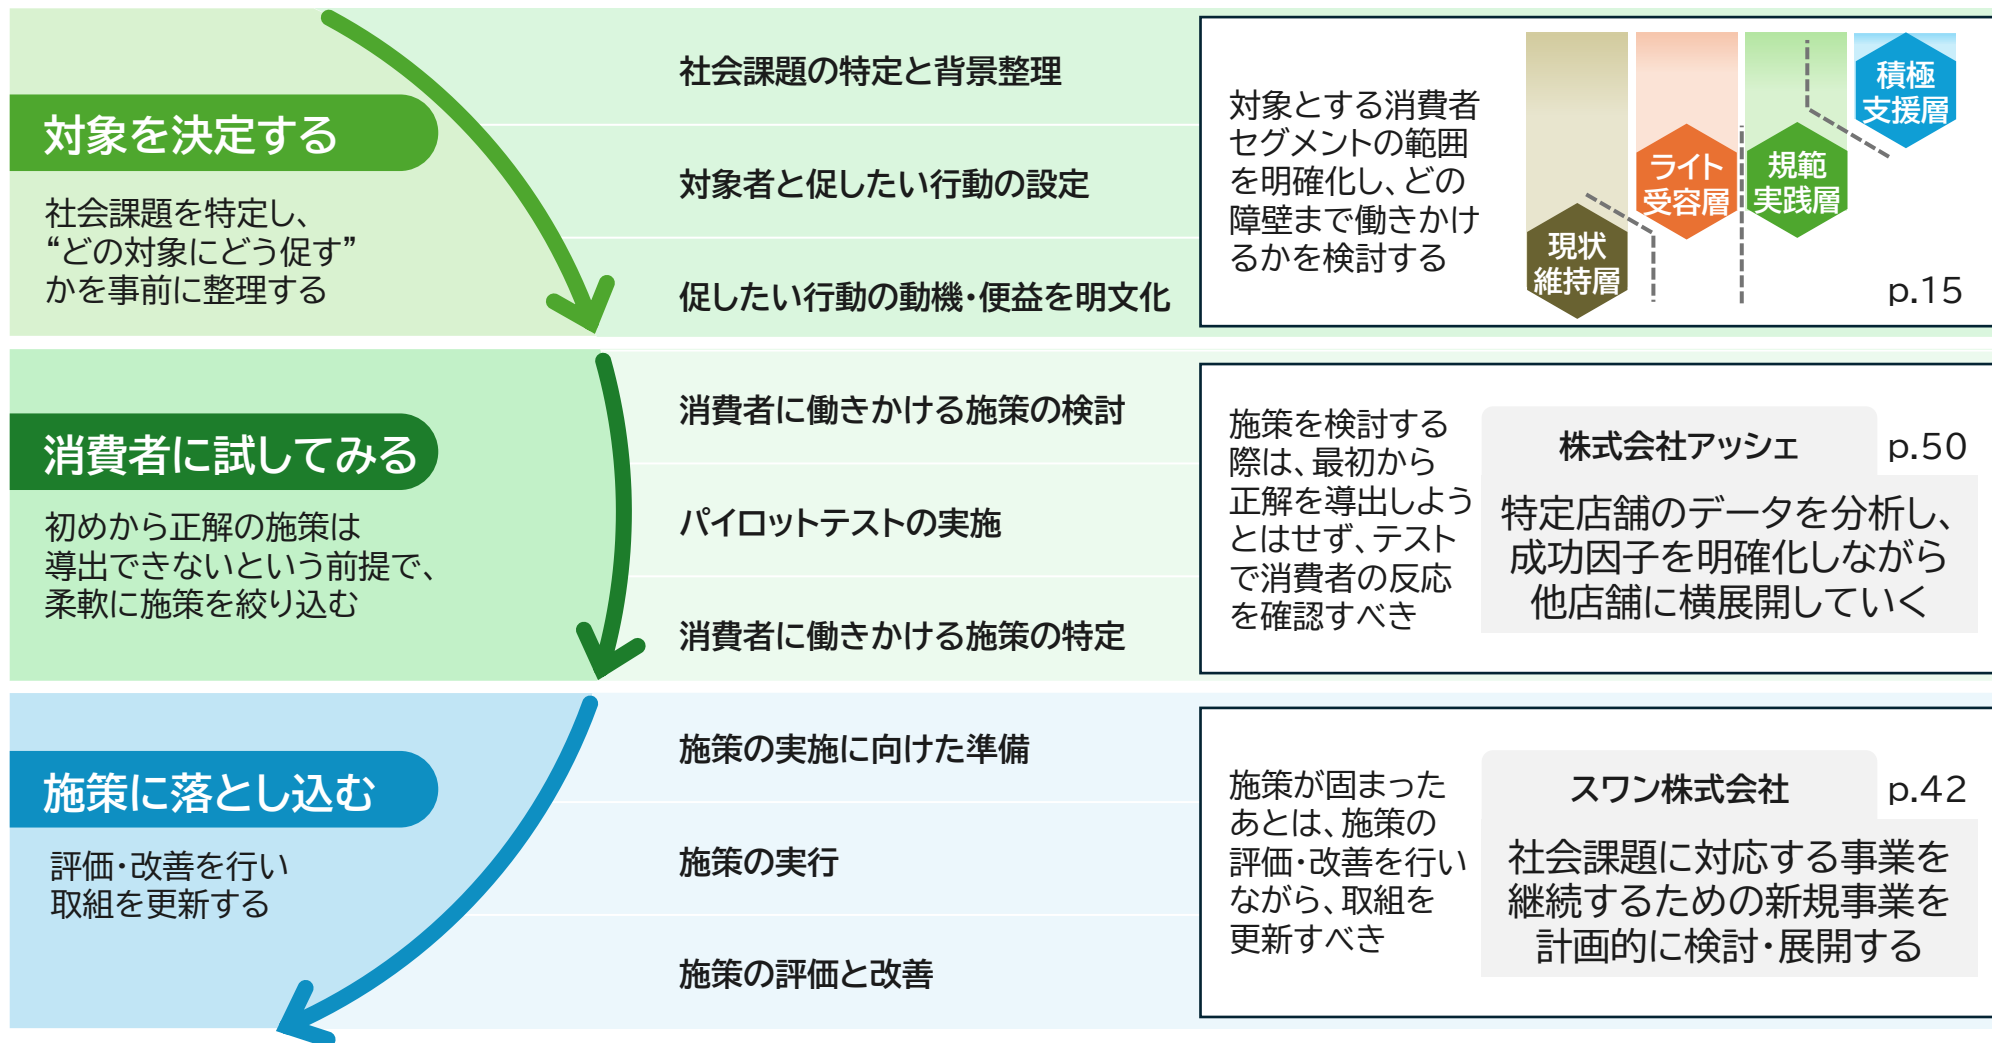 対象を決定する
社会課題を特定し、
“どの対象にどう促す”
かを事前に整理する
社会課題の特定と背景整理
対象者と促したい行動の設定
促したい行動の動機・便益を明文化
対象とする消費者
セグメントの範囲
を明確化し、どの
障壁まで働きかけ
るかを検討する
現状
維持層
ライト
受容層
規範
実践層
積極
支援層
p.15
消費者に試してみる
初めから正解の施策は
導出できないという前提で、
柔軟に施策を絞り込む
消費者に働きかける施策の検討
パイロットテストの実施
消費者に働きかける施策の特定
施策を検討する
際は、最初から
正解を導出しよう
とはせず、テスト
で消費者の反応
を確認すべき
株式会社アッシェ
p.50
特定店舗のデータを分析し、
成功因子を明確化しながら
他店舗に横展開していく
施策に落とし込む
評価・改善を行い
取組を更新する
施策の実施に向けた準備
施策の実行
施策の評価と改善
施策が固まった
あとは、施策の
評価・改善を行い
ながら、取組を
更新すべき
スワン株式会社
p.42
社会課題に対応する事業を
継続するための新規事業を
計画的に検討・展開する